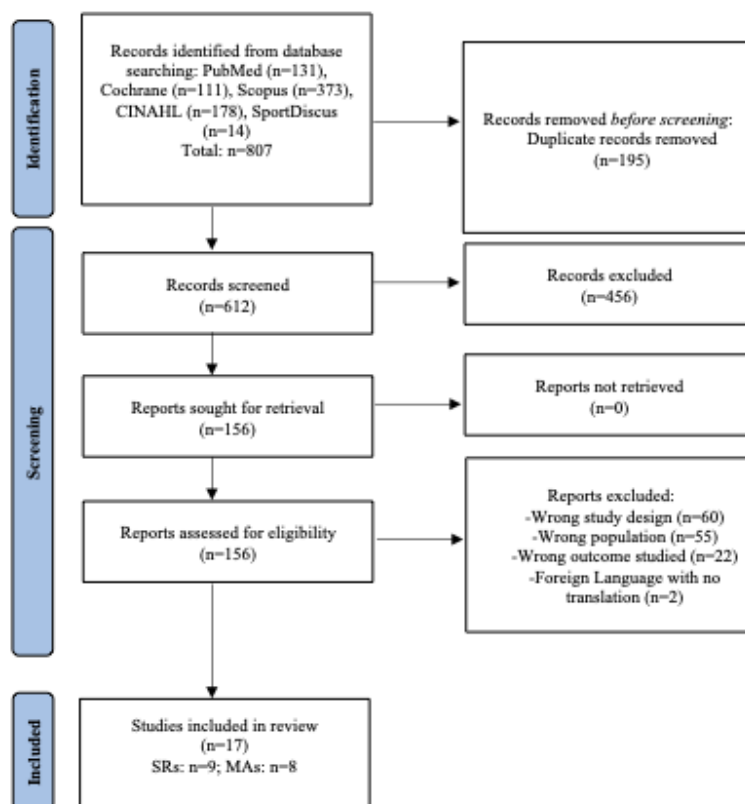 Identification
Records identified from database
searching: PubMed (n=131),
Cochrane (n=111), Scopus (n=373),
CINAHL (n=178), SportDiscus
(n=14)
Total: n=807
Records removed before screening:
Duplicate records removed
(n=195)
Screening
Records screened
(n=612)
Records excluded
(n=456)
Reports sought for retrieval
(n=156)
Reports not retrieved
(n=0)
Reports assessed for eligibility
(n=156)
Reports excluded:
-Wrong study design (n=60)
-Wrong population (n=55)
-Wrong outcome studied (n=22)
-Foreign Language with no
translation (n=2)
Included
Studies included in review
(n=17)
SRs: n=9; MAs: n=8